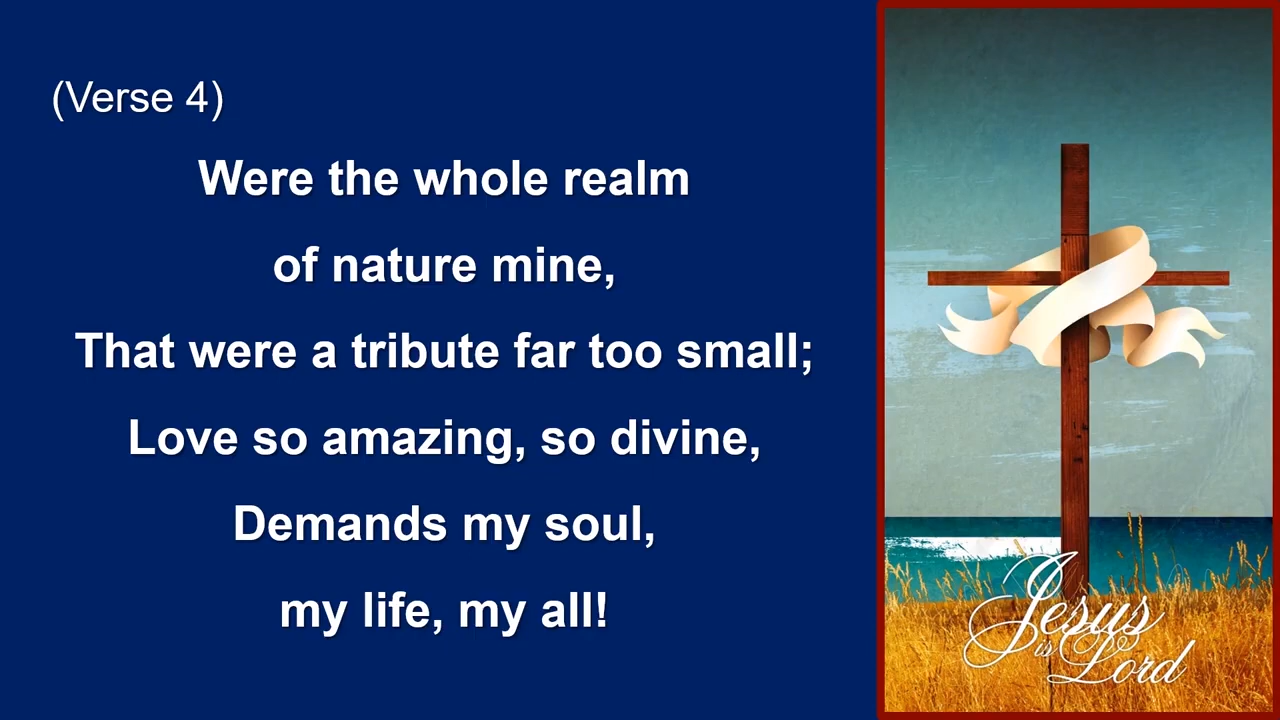 (Verse 4)
Were the whole realm
of nature mine,
That were a tribute far too small;
Love so amazing, so divine,
Demands my soul,
my life, my all!
Jesus
is Lord